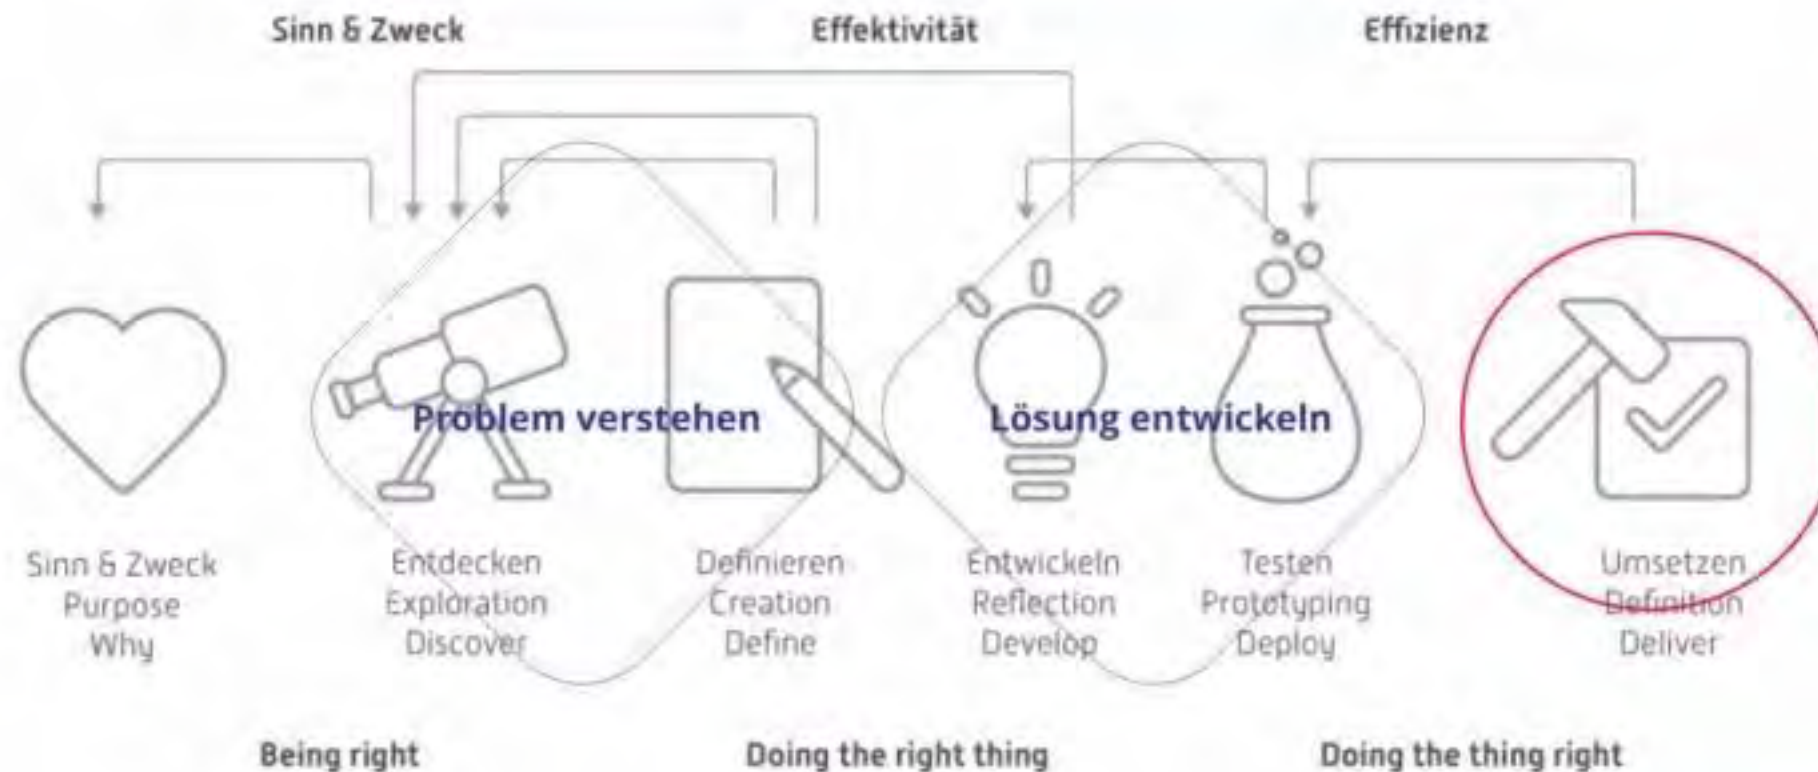 Sinn & Zweck
Effektivität
Effizienz
Problem verstehen
Lösung entwickeln
Sinn & Zweck
Purpose
Why
Entdecken
Exploration
Discover
Definieren
Creation
Define
Entwickeln
Reflection
Develop
Testen
Prototyping
Deploy
Umsetzen
Definition
Deliver
Being right
Doing the right thing
Doing the thing right